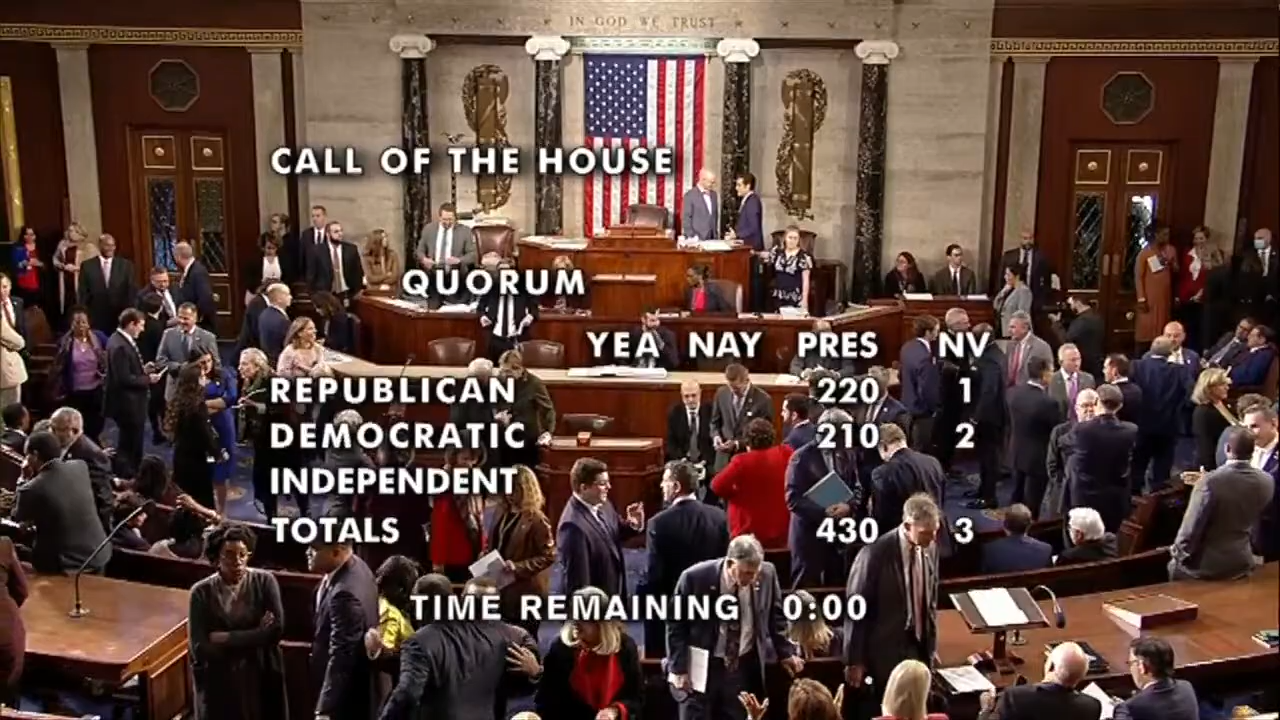 IN GOD WE TRUST
CALL OF THE HOUSE
QUORUM
YEA NAY PRES NV
REPUBLICAN 220 1
DEMOCRATIC 210 2
INDEPENDENT
TOTALS 430 3
TIME REMAINING 0:00